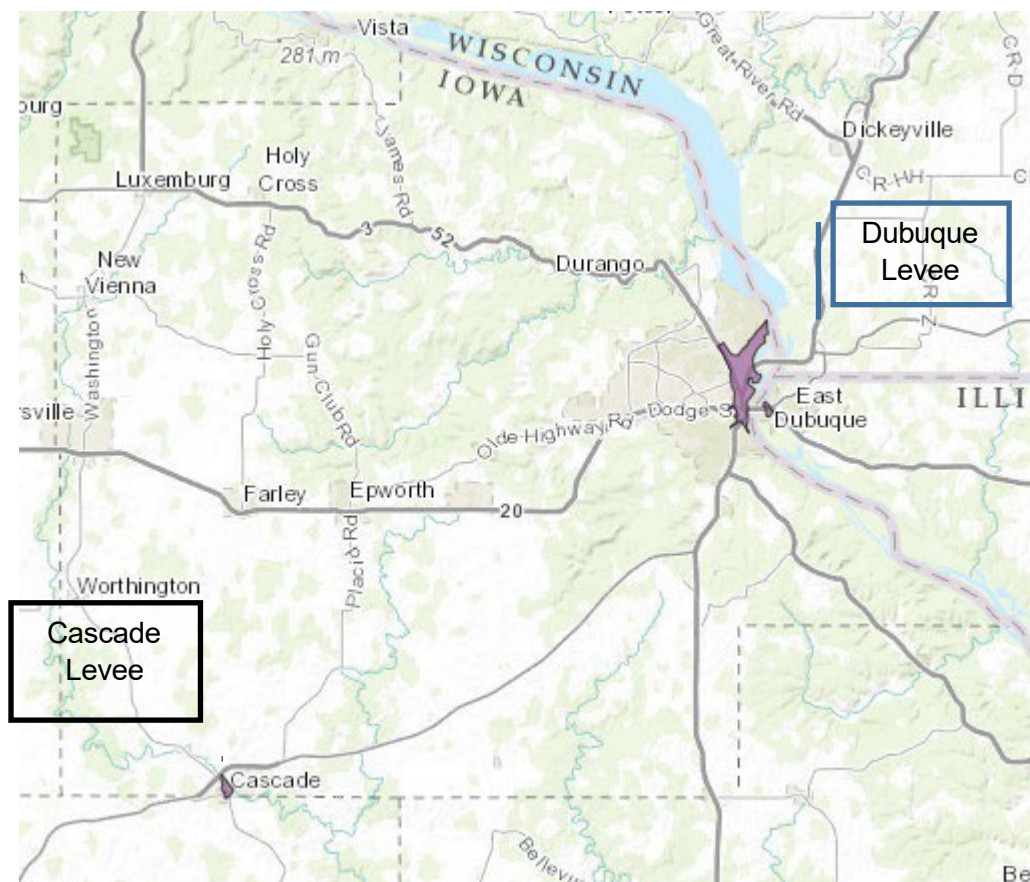 Vista
281 m
WISCONSIN
IOWA
Great River Rd
Dickeyville
C-R-D
C-R-HH
Luxemburg
Holy
Cross
James-Rd
3
52
Durango
Dubuque
Levee
R
Z
New
Vienna
Holy-Cross-Rd
Gun-Club-Rd
Washington
East
Dubuque
ILLI
Olde-Highway-Rd
Dodge-S
Farley
Epworth
20
Placid-Rd
Worthington
Cascade
Levee
Cascade